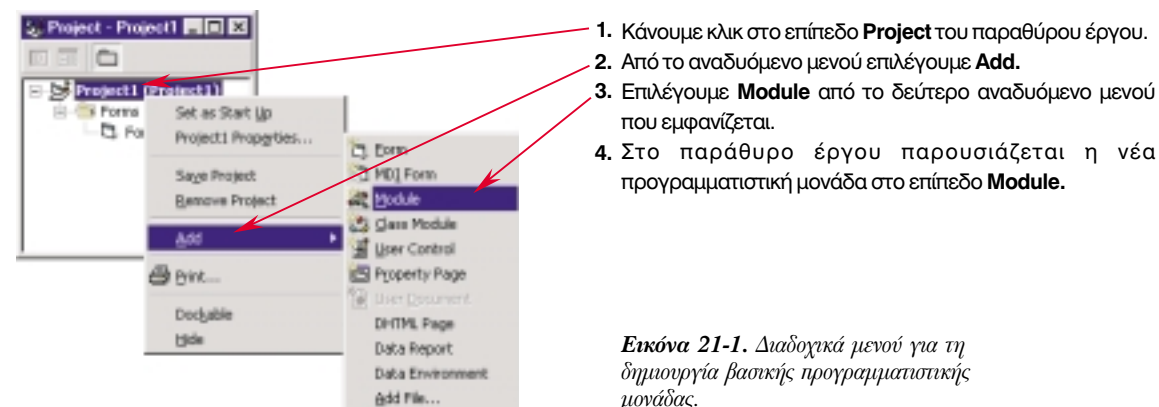 Project - Project1
Project1 (Project1)
Forms
Fo
Set as Start Up
Project1 Properties...
Save Project
Remove Project
Add
Print...
Dockable
Hide
Form
MDI Form
Module
Class Module
User Control
Property Page
User Document
DHTML Page
Data Report
Data Environment
Add File...
1. Κάνουμε κλικ στο επίπεδο Project του παραθύρου έργου.
2. Από το αναδυόμενο μενού επιλέγουμε Add.
3. Επιλέγουμε Module από το δεύτερο αναδυόμενο μενού
που εμφανίζεται.
4. Στο παράθυρο έργου παρουσιάζεται η νέα
προγραμματιστική μονάδα στο επίπεδο Module.
Εικόνα 21-1. Διαδοχικά μενού για τη
δημιουργία βασικής προγραμματιστικής
μονάδας.